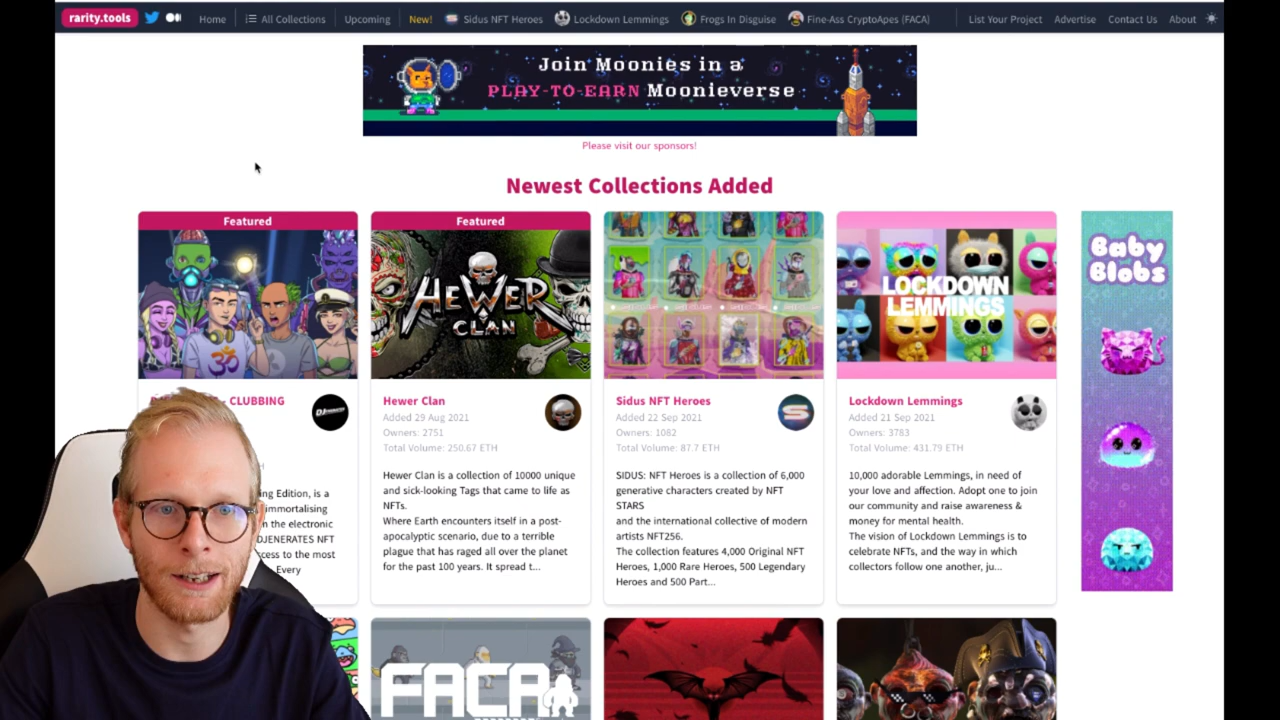 rarity.tools
Home
All Collections
Upcoming
New!
Sidus NFT Heroes
Lockdown Lemmings
Frogs In Disguise
Fine-Ass CryptoApes (FACA)
List Your Project
Advertise
Contact Us
About
Join Moonies in a
PLAY-TO-EARN Moonieverse
Please visit our sponsors!
Newest Collections Added
Featured
- CLUBBING
ing Edition, is a
immortalising
n the electronic
DJENERATES NFT
ccess to the most
Every
Featured
HEWER
CLAN
Hewer Clan
Added 29 Aug 2021
Owners: 2751
Total Volume: 250.67 ETH
Hewer Clan is a collection of 10000 unique
and sick-looking Tags that came to life as
NFTs.
Where Earth encounters itself in a post-
apocalyptic scenario, due to a terrible
plague that has raged all over the planet
for the past 100 years. It spread t...
Sidus NFT Heroes
Added 22 Sep 2021
Owners: 1082
Total Volume: 87.7 ETH
SIDUS: NFT Heroes is a collection of 6,000
generative characters created by NFT
STARS
and the international collective of modern
artists NFT256.
The collection features 4,000 Original NFT
Heroes, 1,000 Rare Heroes, 500 Legendary
Heroes and 500 Part...
LOCKDOWN
LEMMINGS
Lockdown Lemmings
Added 21 Sep 2021
Owners: 3783
Total Volume: 431.79 ETH
10,000 adorable Lemmings, in need of
your love and affection. Adopt one to join
our community and raise awareness &
money for mental health.
The vision of Lockdown Lemmings is to
celebrate NFTs, and the way in which
collectors follow one another, ju...
Baby
Blobs
FACA